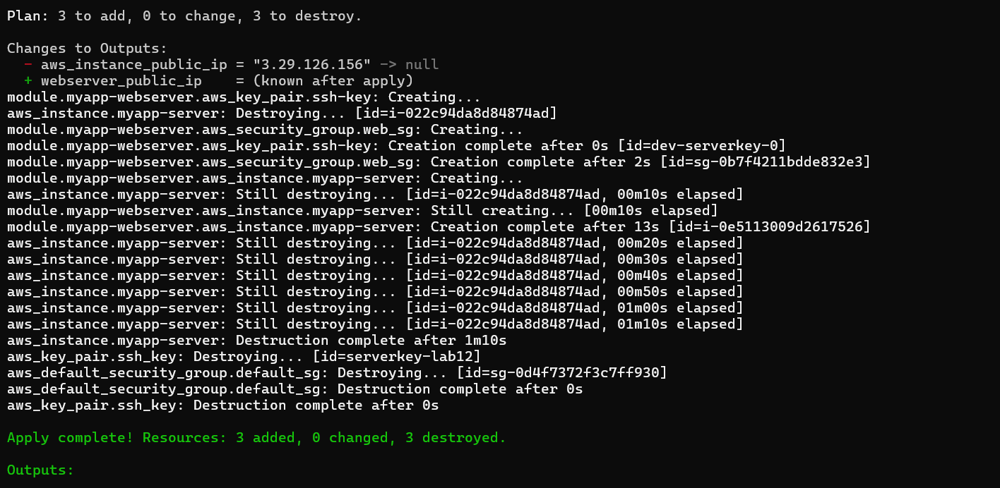 Plan: 3 to add, 0 to change, 3 to destroy.
Changes to Outputs:
- aws_instance_public_ip = "3.29.126.156" -> null
+ webserver_public_ip    = (known after apply)
module.myapp-webserver.aws_key_pair.ssh-key: Creating...
aws_instance.myapp-server: Destroying... [id=i-022c94da8d84874ad]
module.myapp-webserver.aws_security_group.web_sg: Creating...
module.myapp-webserver.aws_key_pair.ssh-key: Creation complete after 0s [id=dev-serverkey-0]
module.myapp-webserver.aws_security_group.web_sg: Creation complete after 2s [id=sg-0b7f4211bdde832e3]
module.myapp-webserver.aws_instance.myapp-server: Creating...
aws_instance.myapp-server: Still destroying... [id=i-022c94da8d84874ad, 00m10s elapsed]
module.myapp-webserver.aws_instance.myapp-server: Still creating... [00m10s elapsed]
module.myapp-webserver.aws_instance.myapp-server: Creation complete after 13s [id=i-0e5113009d2617526]
aws_instance.myapp-server: Still destroying... [id=i-022c94da8d84874ad, 00m20s elapsed]
aws_instance.myapp-server: Still destroying... [id=i-022c94da8d84874ad, 00m30s elapsed]
aws_instance.myapp-server: Still destroying... [id=i-022c94da8d84874ad, 00m40s elapsed]
aws_instance.myapp-server: Still destroying... [id=i-022c94da8d84874ad, 00m50s elapsed]
aws_instance.myapp-server: Still destroying... [id=i-022c94da8d84874ad, 01m00s elapsed]
aws_instance.myapp-server: Still destroying... [id=i-022c94da8d84874ad, 01m10s elapsed]
aws_instance.myapp-server: Destruction complete after 1m10s
aws_key_pair.ssh_key: Destroying... [id=serverkey-lab12]
aws_default_security_group.default_sg: Destroying... [id=sg-0d4f7372f3c7ff930]
aws_default_security_group.default_sg: Destruction complete after 0s
aws_key_pair.ssh_key: Destruction complete after 0s
Apply complete! Resources: 3 added, 0 changed, 3 destroyed.
Outputs: